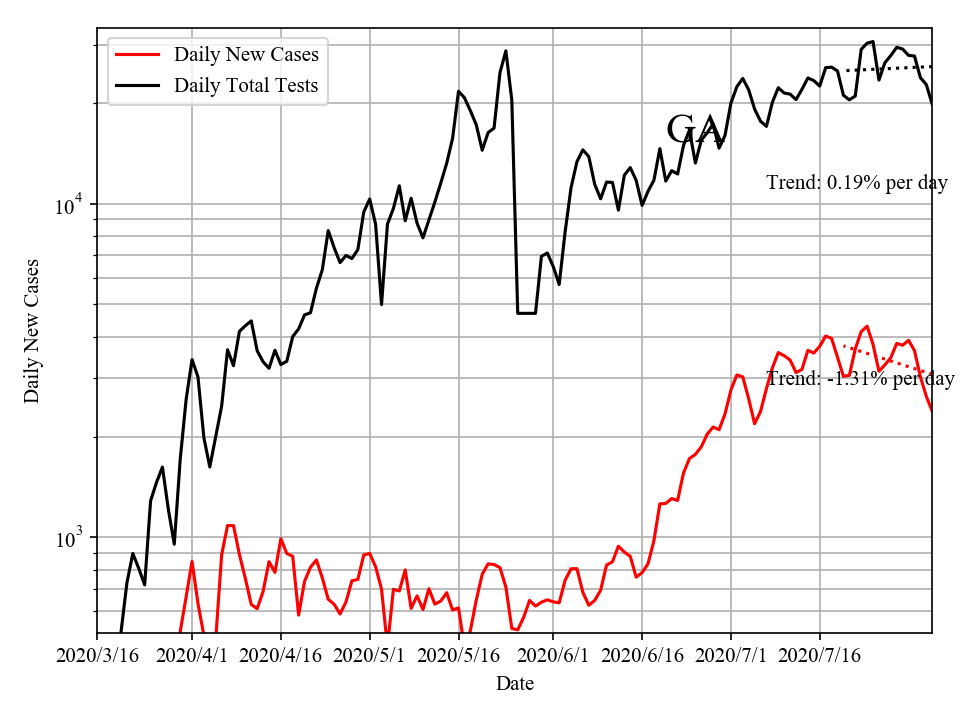 Daily New Cases
Daily Total Tests
GA
Trend: 0.19% per day
Trend: -1.31% per day
10^4
10^3
Daily New Cases
2020/3/16 2020/4/1 2020/4/16 2020/5/1 2020/5/16 2020/6/1 2020/6/16 2020/7/1 2020/7/16
Date